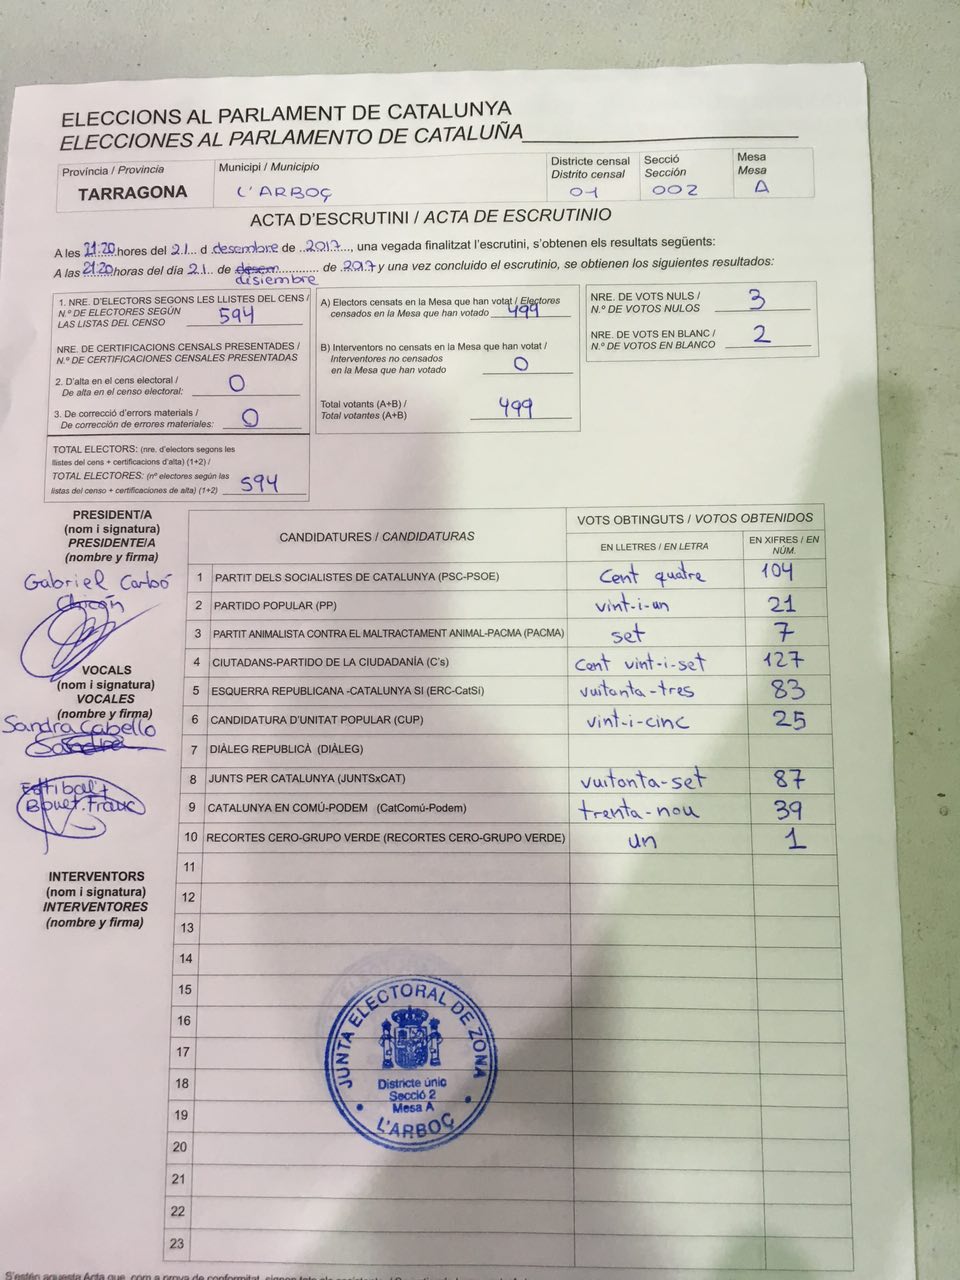 ELECCIONS AL PARLAMENT DE CATALUNYA
ELECCIONES AL PARLAMENTO DE CATALUÑA
Província / Provincia
TARRAGONA
Municipi / Municipio
L'ARBOÇ
Districte censal
Distrito censal
01
Secció
Sección
002
Mesa
Mesa
A
ACTA D'ESCRUTINI / ACTA DE ESCRUTINIO
A les 21:20 hores del 21 d desembre de 2017, una vegada finalitzat l'escrutini, s'obtenen els resultats següents:
A las 21:20 horas del día 21 de disiembre de 2017 y una vez concluido el escrutinio, se obtienen los siguientes resultados:
1. NRE. D'ELECTORS SEGONS LES LLISTES DEL CENS /
N.º DE ELECTORES SEGÚN
LAS LISTAS DEL CENSO 594
NRE. DE CERTIFICACIONS CENSALS PRESENTADES /
N.º DE CERTIFICACIONES CENSALES PRESENTADAS
2. D'alta en el cens electoral /
De alta en el censo electoral: 0
3. De correcció d'errors materials /
De corrección de errores materiales: 0
TOTAL ELECTORS: (nre. d'electors segons les
llistes del cens + certificacions d'alta) (1+2) /
TOTAL ELECTORES: (nº electores según las
listas del censo + certificaciones de alta) (1+2) 594
A) Electors censats en la Mesa que han votat / Electores
censados en la Mesa que han votado 499
B) Interventors no censats en la Mesa que han votat /
Interventores no censados
en la Mesa que han votado 0
Total votants (A+B) /
Total votantes (A+B) 499
NRE. DE VOTS NULS /
N.º DE VOTOS NULOS 3
NRE. DE VOTS EN BLANC /
N.º DE VOTOS EN BLANCO 2
PRESIDENT/A
(nom i signatura)
PRESIDENTE/A
(nombre y firma)
Gabriel Carbó
Chicón
VOCALS
(nom i signatura)
VOCALES
(nombre y firma)
Sandra Cabello
Sandra
INTERVENTORS
(nom i signatura)
INTERVENTORES
(nombre y firma)
CANDIDATURES / CANDIDATURAS
VOTS OBTINGUTS / VOTOS OBTENIDOS
EN LLETRES / EN LETRA
EN XIFRES / EN NÚM.
1 PARTIT DELS SOCIALISTES DE CATALUNYA (PSC-PSOE) Cent quatre 104
2 PARTIDO POPULAR (PP) vint-i-un 21
3 PARTIT ANIMALISTA CONTRA EL MALTRACTAMENT ANIMAL-PACMA (PACMA) set 7
4 CIUTADANS-PARTIDO DE LA CIUDADANÍA (C's) Cent vint-i-set 127
5 ESQUERRA REPUBLICANA -CATALUNYA SÍ (ERC-CatSí) vuitanta-tres 83
6 CANDIDATURA D'UNITAT POPULAR (CUP) vint-i-cinc 25
7 DIÀLEG REPUBLICÀ (DIÀLEG)
8 JUNTS PER CATALUNYA (JUNTSxCAT) vuitanta-set 87
9 CATALUNYA EN COMÚ-PODEM (CatComú-Podem) trenta-nou 39
10 RECORTES CERO-GRUPO VERDE (RECORTES CERO-GRUPO VERDE) un 1
11
12
13
14
15
16
17
18
19
20
21
22
23
JUNTA ELECTORAL DE ZONA
Districte únic
Secció 2
Mesa A
L'ARBOÇ